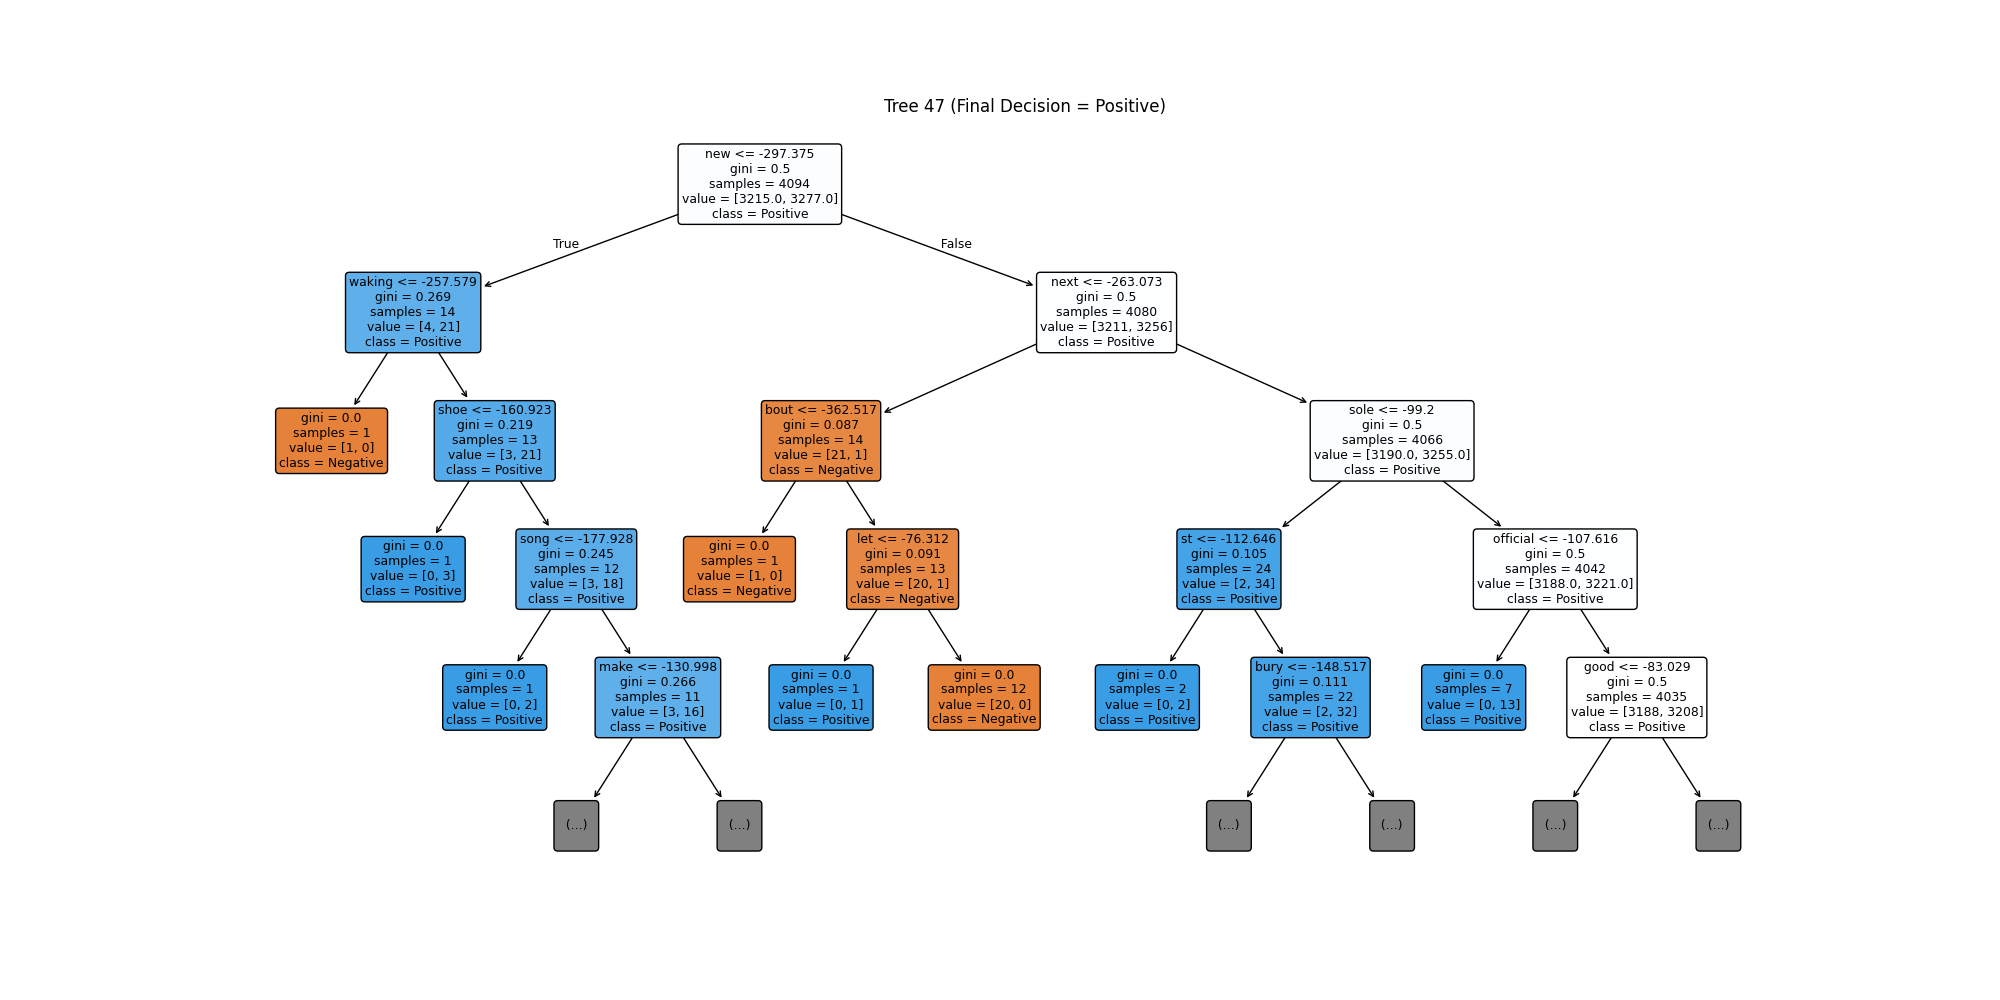 Tree 47 (Final Decision = Positive)
new <= -297.375
gini = 0.5
samples = 4094
value = [3215.0, 3277.0]
class = Positive
True
False
waking <= -257.579
gini = 0.269
samples = 14
value = [4, 21]
class = Positive
next <= -263.073
gini = 0.5
samples = 4080
value = [3211, 3256]
class = Positive
gini = 0.0
samples = 1
value = [1, 0]
class = Negative
shoe <= -160.923
gini = 0.219
samples = 13
value = [3, 21]
class = Positive
bout <= -362.517
gini = 0.087
samples = 14
value = [21, 1]
class = Negative
sole <= -99.2
gini = 0.5
samples = 4066
value = [3190.0, 3255.0]
class = Positive
gini = 0.0
samples = 1
value = [0, 3]
class = Positive
song <= -177.928
gini = 0.245
samples = 12
value = [3, 18]
class = Positive
gini = 0.0
samples = 1
value = [1, 0]
class = Negative
let <= -76.312
gini = 0.091
samples = 13
value = [20, 1]
class = Negative
st <= -112.646
gini = 0.105
samples = 24
value = [2, 34]
class = Positive
official <= -107.616
gini = 0.5
samples = 4042
value = [3188.0, 3221.0]
class = Positive
gini = 0.0
samples = 1
value = [0, 2]
class = Positive
make <= -130.998
gini = 0.266
samples = 11
value = [3, 16]
class = Positive
gini = 0.0
samples = 1
value = [0, 1]
class = Positive
gini = 0.0
samples = 12
value = [20, 0]
class = Negative
gini = 0.0
samples = 2
value = [0, 2]
class = Positive
bury <= -148.517
gini = 0.111
samples = 22
value = [2, 32]
class = Positive
gini = 0.0
samples = 7
value = [0, 13]
class = Positive
good <= -83.029
gini = 0.5
samples = 4035
value = [3188, 3208]
class = Positive
(...)
(...)
(...)
(...)
(...)
(...)